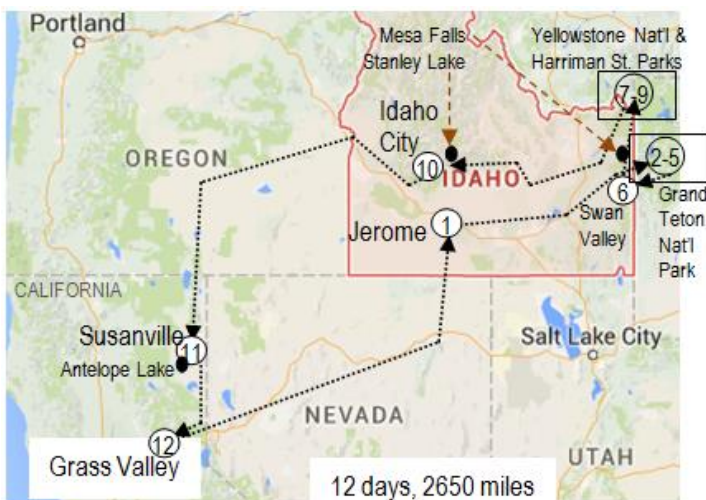 Portland
Mesa Falls
Stanley Lake
Yellowstone Nat'l &
Harriman St. Parks
7-9
Idaho
City
OREGON
10
IDAHO
2-5
6
Jerome
1
Swan
Valley
Grand
Teton
Nat'l
Park
CALIFORNIA
Susanville
11
Antelope Lake
Salt Lake City
NEVADA
12
Grass Valley
UTAH
12 days, 2650 miles